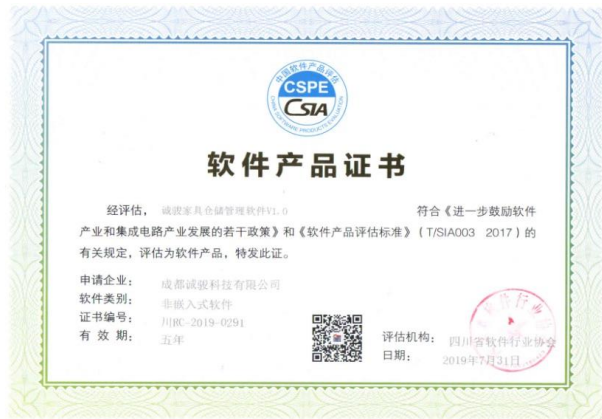 中国软件产品评估
CSPE
CSIA
CHINA SOFTWARE PRODUCTS EVALUATION
软件产品证书
经评估， 诚骏家具仓储管理软件V1.0 符合《进一步鼓励软件
产业和集成电路产业发展的若干政策》和《软件产品评估标准》（T/SIA003 2017）的
有关规定，评估为软件产品，特发此证。
申请企业： 成都诚骏科技有限公司
软件类别： 非嵌入式软件
证书编号： 川RC-2019-0291
有 效 期： 五年
评估机构： 四川省软件行业协会
日期： 2019年7月31日